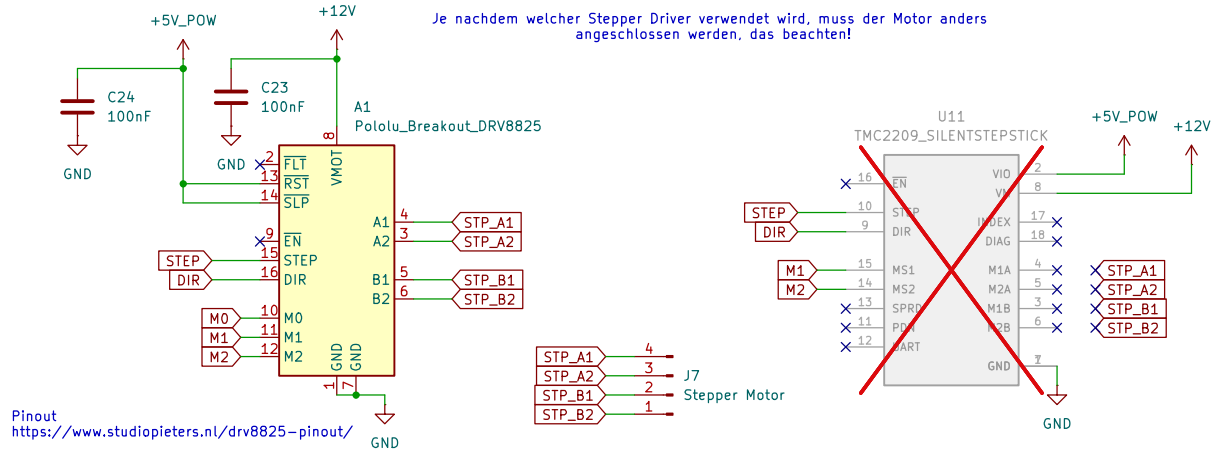 Je nachdem welcher Stepper Driver verwendet wird, muss der Motor anders
angeschlossen werden, das beachten!
+5V_POW
+12V
C24
100nF
GND
C23
100nF
GND
A1
Pololu_Breakout_DRV8825
8
VMOT
2 FLT
13 RST
14 SLP
9 EN
STEP 15 STEP
DIR 16 DIR
M0 10 M0
M1 11 M1
M2 12 M2
A1 4 STP_A1
A2 3 STP_A2
B1 5 STP_B1
B2 6 STP_B2
GND GND
1 7
GND
Pinout
https://www.studiopieters.nl/drv8825-pinout/
STP_A1 4
STP_A2 3
STP_B1 2
STP_B2 1
J7
Stepper Motor
U11
TMC2209_SILENTSTEPSTICK
+5V_POW
+12V
16 EN
STEP 10 STEP
DIR 9 DIR
M1 15 MS1
M2 14 MS2
13 SPRD
11 PDN
12 UART
VIO 2
VM 8
INDEX 17
DIAG 18
M1A 4
M2A 5
M1B 3
M2B 6
GND
GND
STP_A1
STP_A2
STP_B1
STP_B2